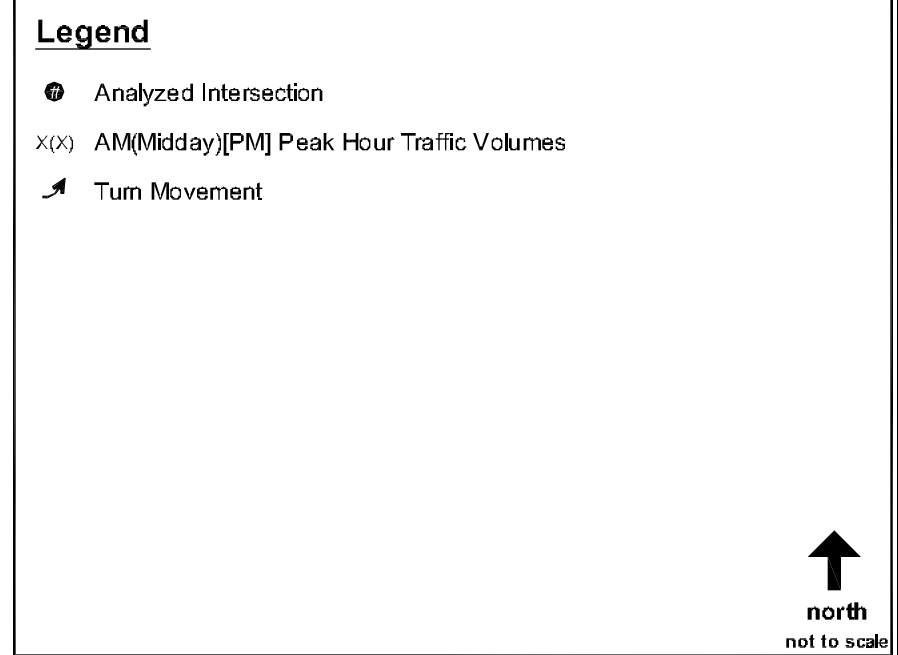 Legend
# Analyzed Intersection
X(X) AM(Midday)[PM] Peak Hour Traffic Volumes
Turn Movement
north
not to scale